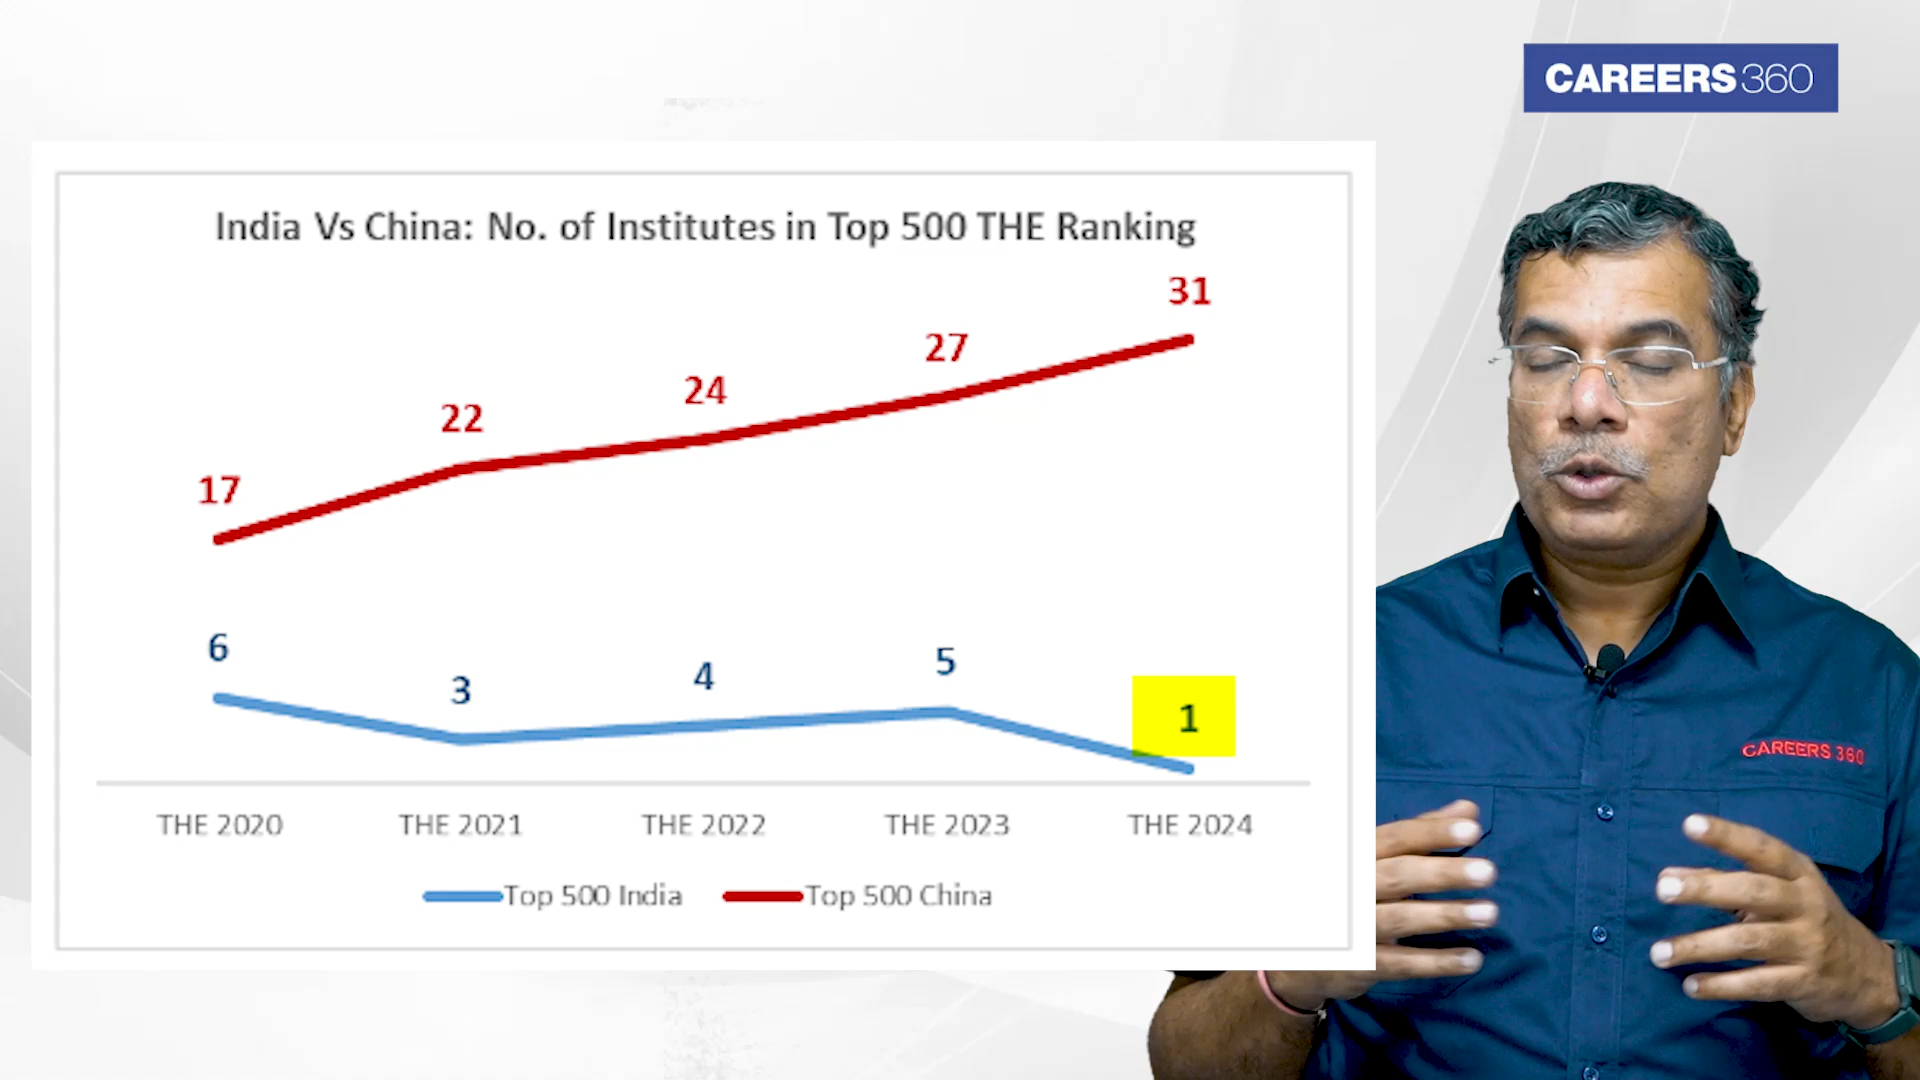 CAREERS360
India Vs China: No. of Institutes in Top 500 THE Ranking
31
27
24
22
17
6
3
4
5
1
THE 2020 THE 2021 THE 2022 THE 2023 THE 2024
Top 500 India Top 500 China
CAREERS 360